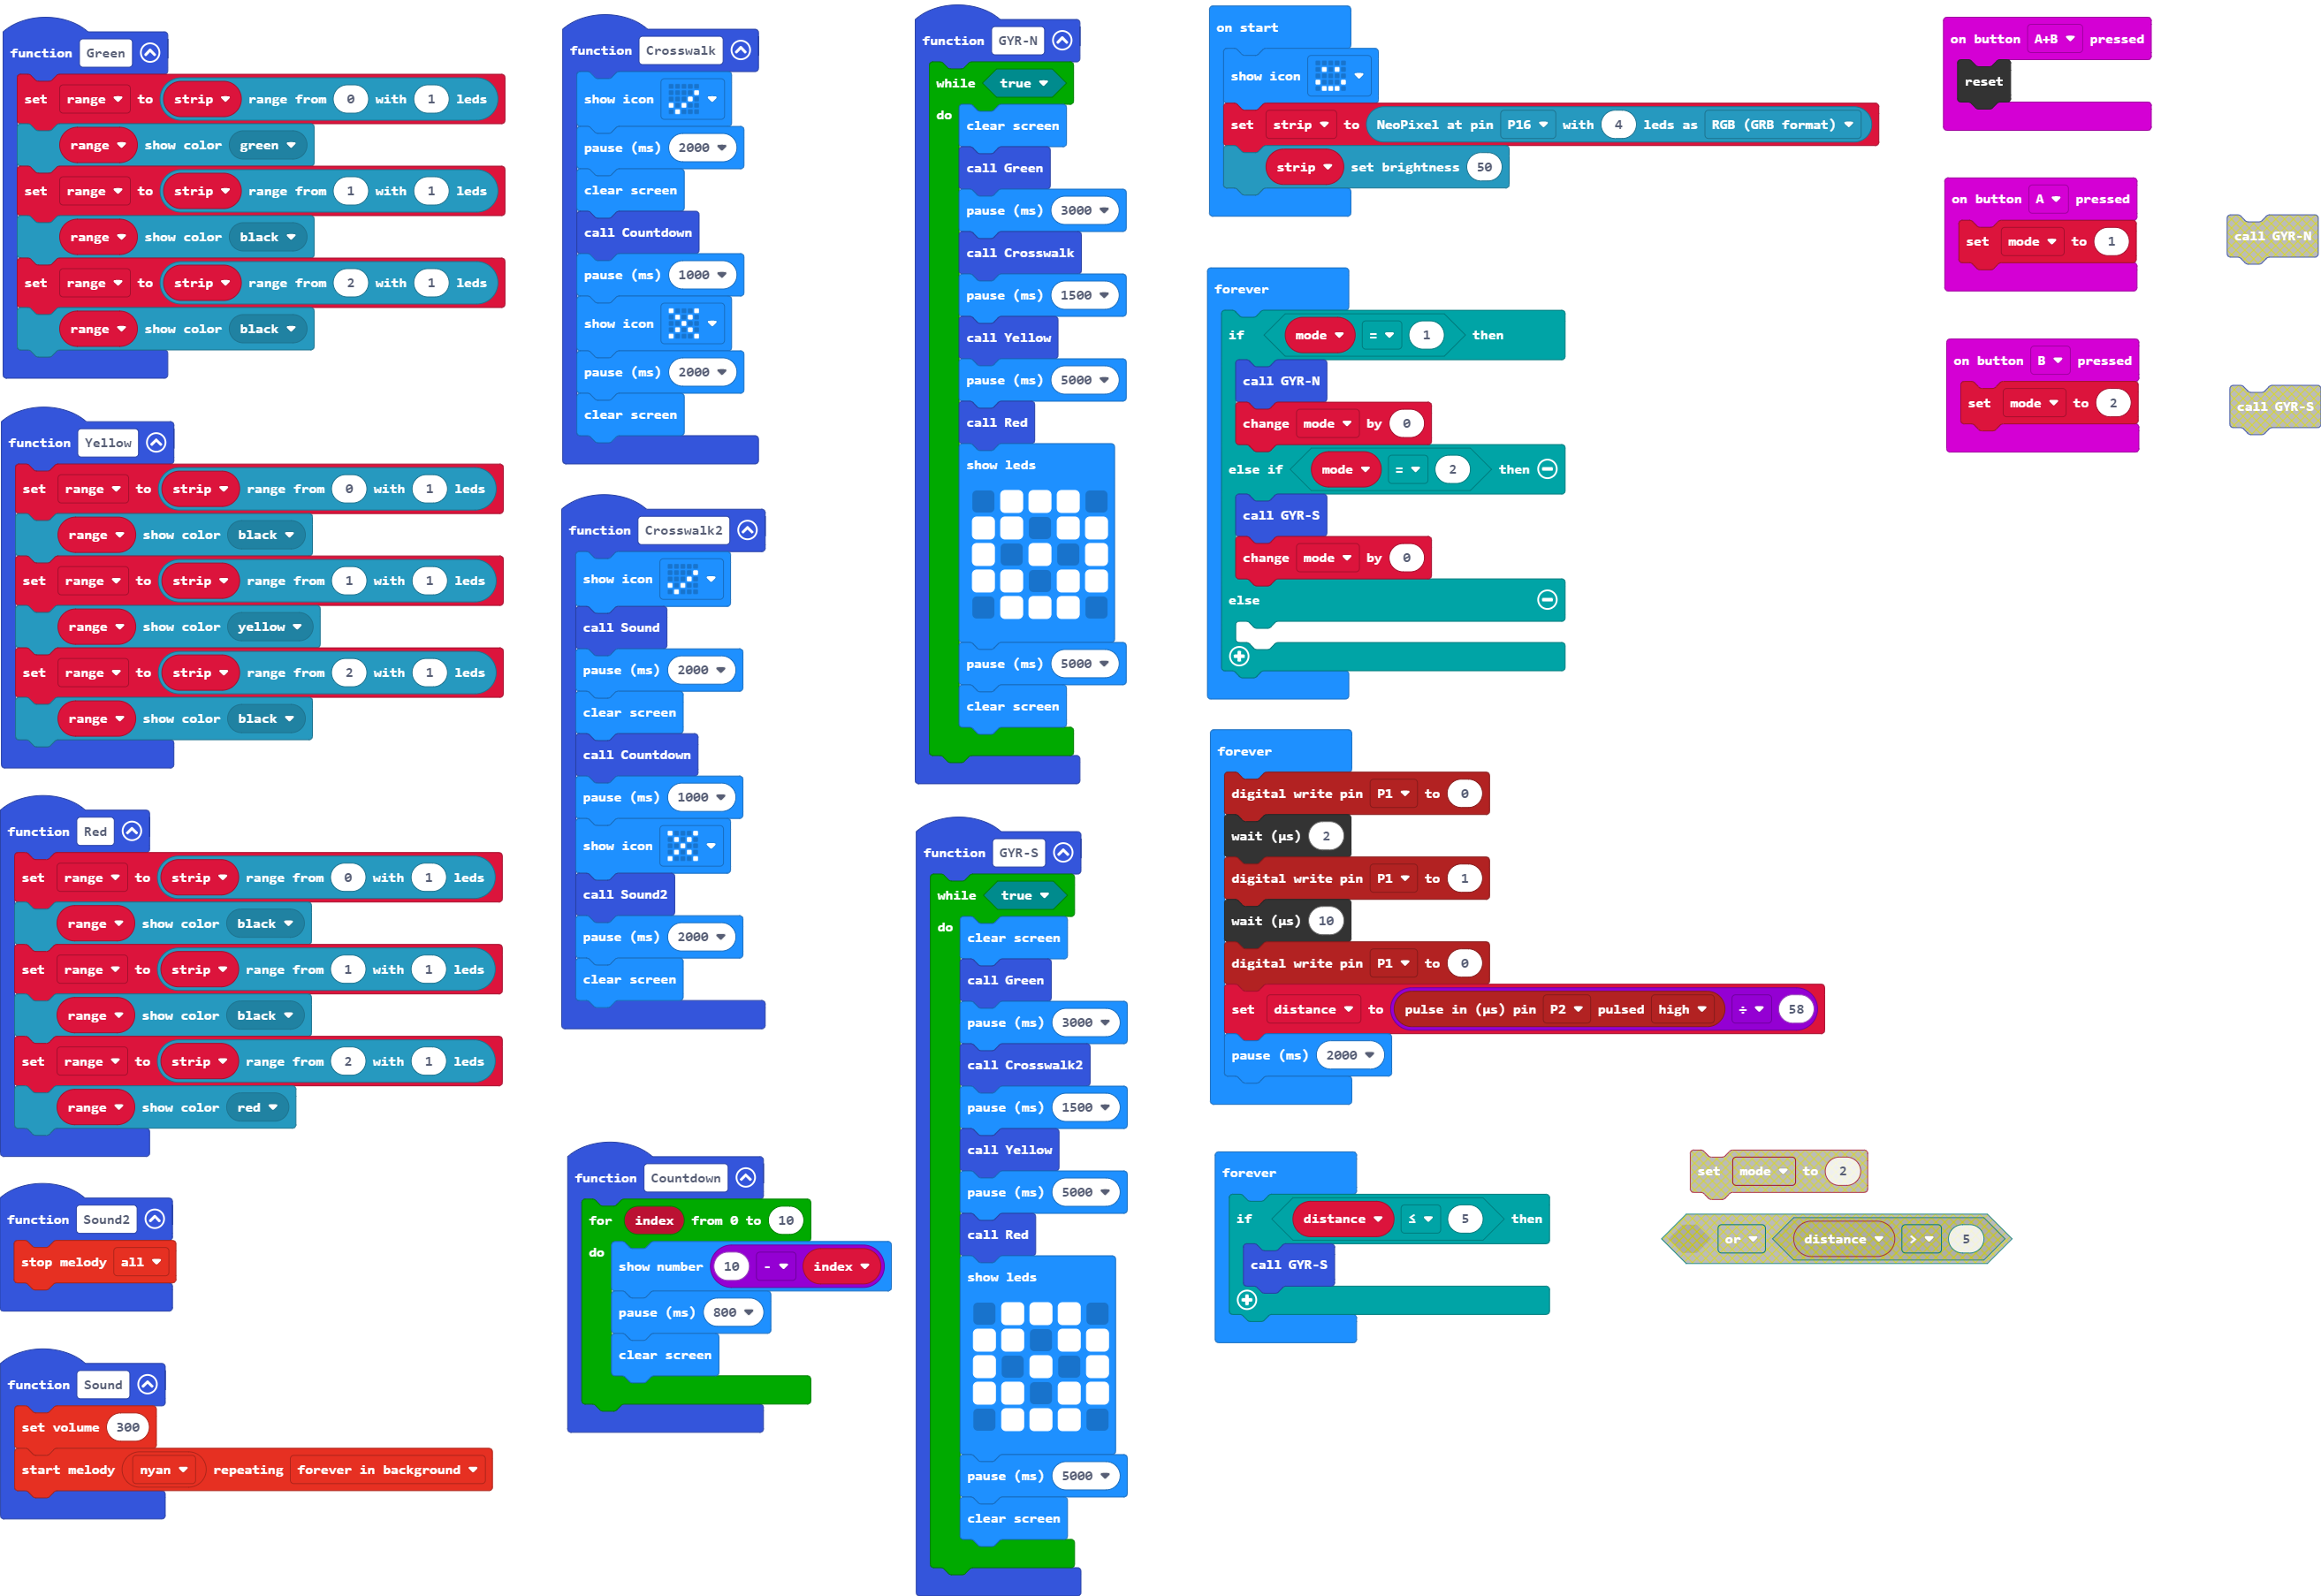 function Green
set range to strip range from 0 with 1 leds
range show color green
set range to strip range from 1 with 1 leds
range show color black
set range to strip range from 2 with 1 leds
range show color black
function Yellow
set range to strip range from 0 with 1 leds
range show color black
set range to strip range from 1 with 1 leds
range show color yellow
set range to strip range from 2 with 1 leds
range show color black
function Red
set range to strip range from 0 with 1 leds
range show color black
set range to strip range from 1 with 1 leds
range show color black
set range to strip range from 2 with 1 leds
range show color red
function Sound2
stop melody all
function Sound
set volume 300
start melody nyan repeating forever in background
function Crosswalk
show icon
pause (ms) 2000
clear screen
call Countdown
pause (ms) 1000
show icon
pause (ms) 2000
clear screen
function Crosswalk2
show icon
call Sound
pause (ms) 2000
clear screen
call Countdown
pause (ms) 1000
show icon
call Sound2
pause (ms) 2000
clear screen
function Countdown
for index from 0 to 10
do
show number 10 - index
pause (ms) 800
clear screen
function GYR-N
while true
do
clear screen
call Green
pause (ms) 3000
call Crosswalk
pause (ms) 1500
call Yellow
pause (ms) 5000
call Red
show leds
pause (ms) 5000
clear screen
function GYR-S
while true
do
clear screen
call Green
pause (ms) 3000
call Crosswalk2
pause (ms) 1500
call Yellow
pause (ms) 5000
call Red
show leds
pause (ms) 5000
clear screen
on start
show icon
set strip to NeoPixel at pin P16 with 4 leds as RGB (GRB format)
strip set brightness 50
forever
if mode = 1 then
call GYR-N
change mode by 0
else if mode = 2 then
call GYR-S
change mode by 0
else
forever
digital write pin P1 to 0
wait (µs) 2
digital write pin P1 to 1
wait (µs) 10
digital write pin P1 to 0
set distance to pulse in (µs) pin P2 pulsed high ÷ 58
pause (ms) 2000
forever
if distance ≤ 5 then
call GYR-S
set mode to 2
or distance > 5
on button A+B pressed
reset
on button A pressed
set mode to 1
call GYR-N
on button B pressed
set mode to 2
call GYR-S